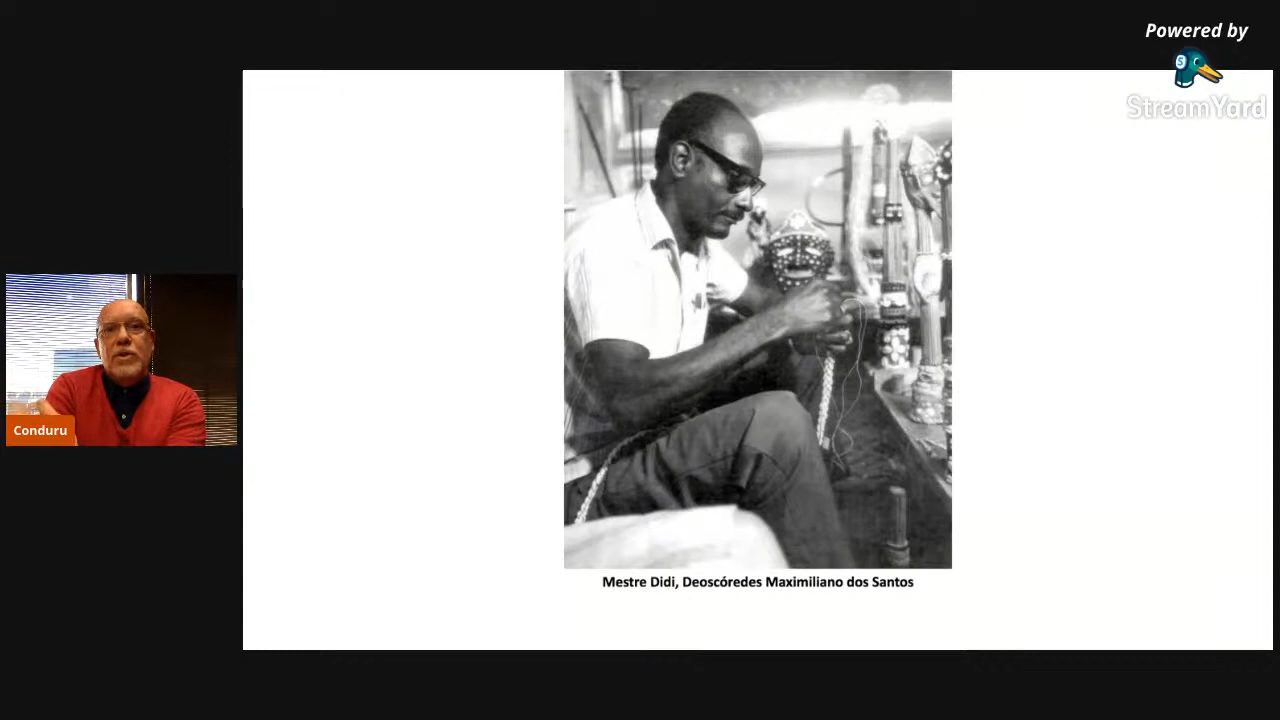 Powered by
StreamYard
Conduru
Mestre Didi, Deoscóredes Maximiliano dos Santos